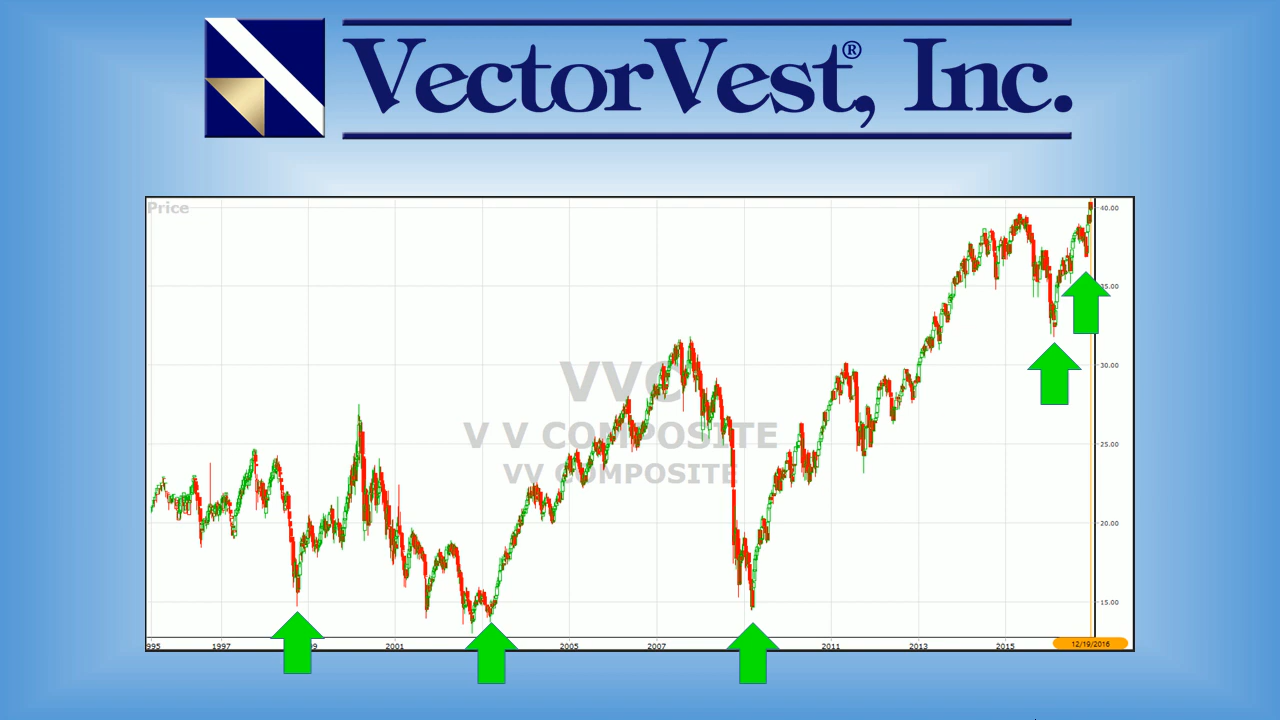 VectorVest®, Inc.
Price
40.00
35.00
VVC
30.00
V V COMPOSITE
25.00
VV COMPOSITE
20.00
15.00
995 1997 2001 2005 2007 2011 2013 2015 12/19/2016